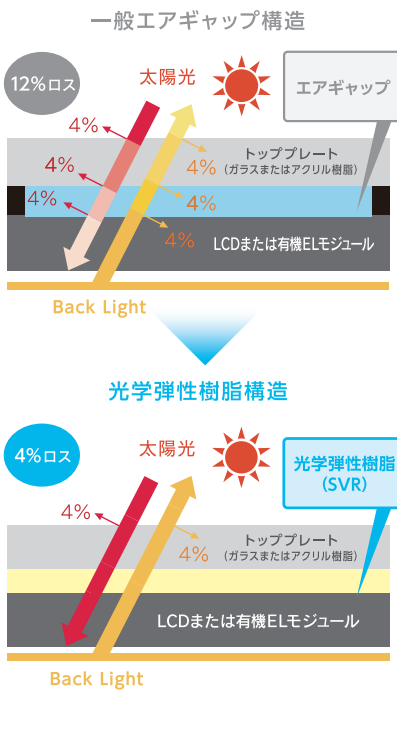 一般エアギャップ構造
12%ロス
太陽光
エアギャップ
4%
4%
4%
4%
4%
4%
トッププレート
(ガラスまたはアクリル樹脂)
LCDまたは有機ELモジュール
Back Light
光学弾性樹脂構造
4%ロス
太陽光
光学弾性樹脂
(SVR)
4%
4%
トッププレート
(ガラスまたはアクリル樹脂)
LCDまたは有機ELモジュール
Back Light